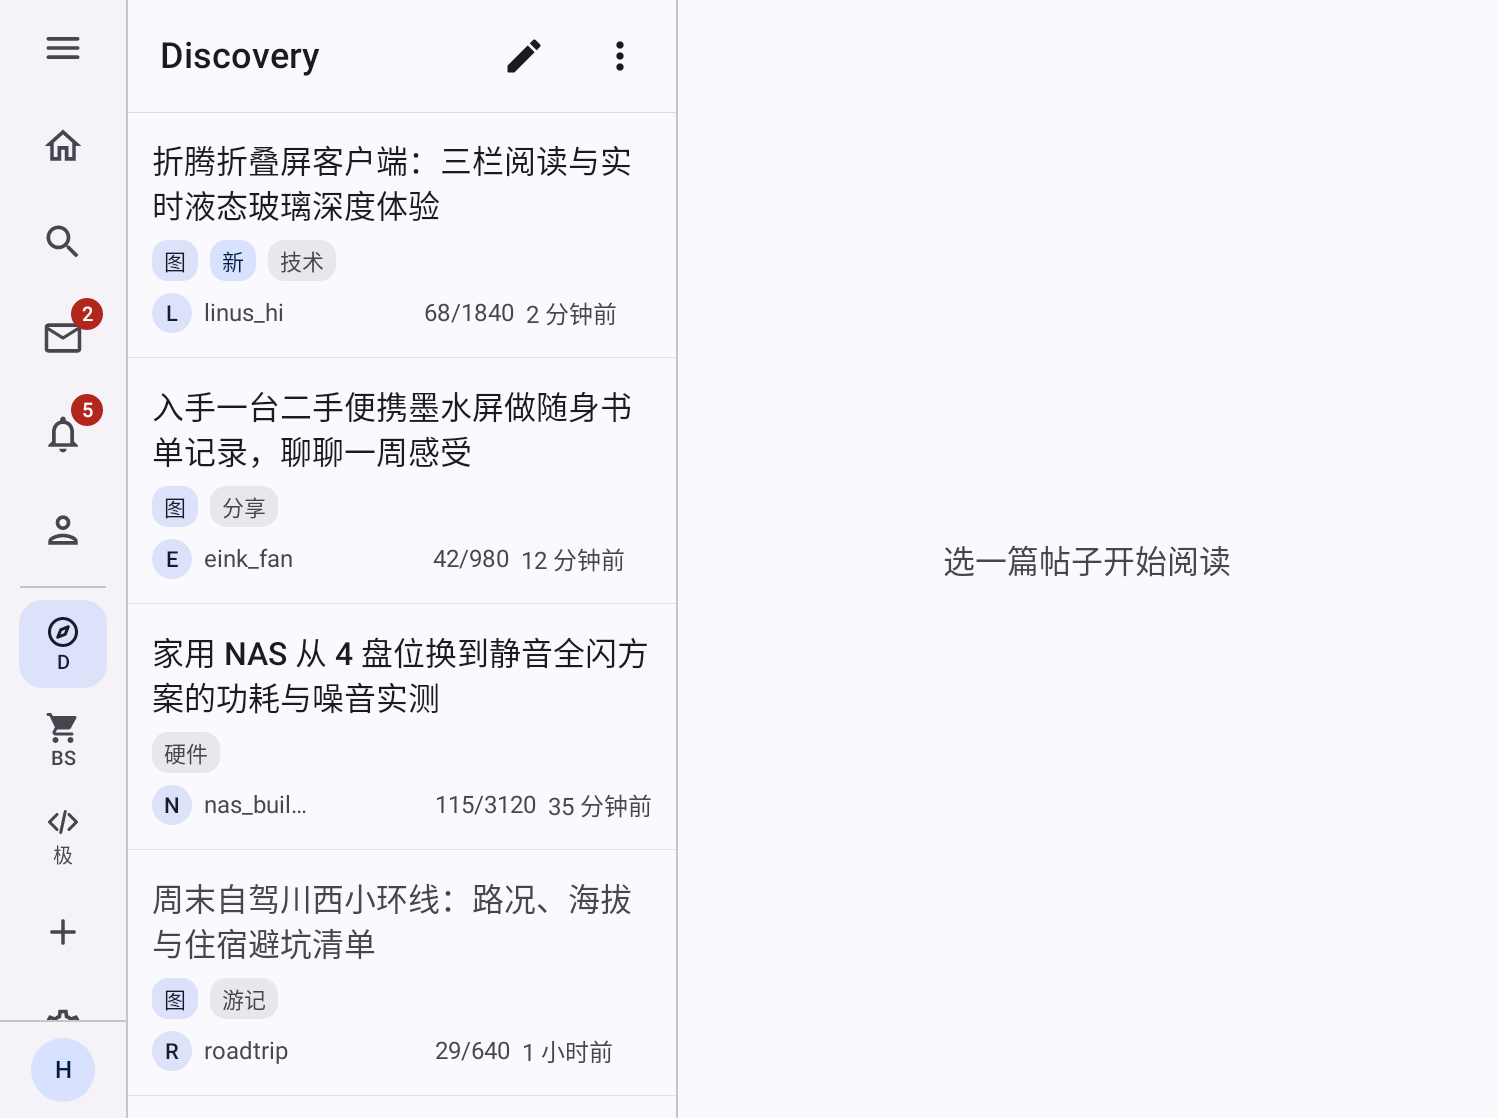 Discovery
折腾折叠屏客户端：三栏阅读与实
时液态玻璃深度体验
图 新 技术
L linus_hi 68/1840 2 分钟前
入手一台二手便携墨水屏做随身书
单记录，聊聊一周感受
图 分享
E eink_fan 42/980 12 分钟前
家用 NAS 从 4 盘位换到静音全闪方
案的功耗与噪音实测
硬件
N nas_buil... 115/3120 35 分钟前
周末自驾川西小环线：路况、海拔
与住宿避坑清单
图 游记
R roadtrip 29/640 1 小时前
2
5
D
BS
极
H
选一篇帖子开始阅读